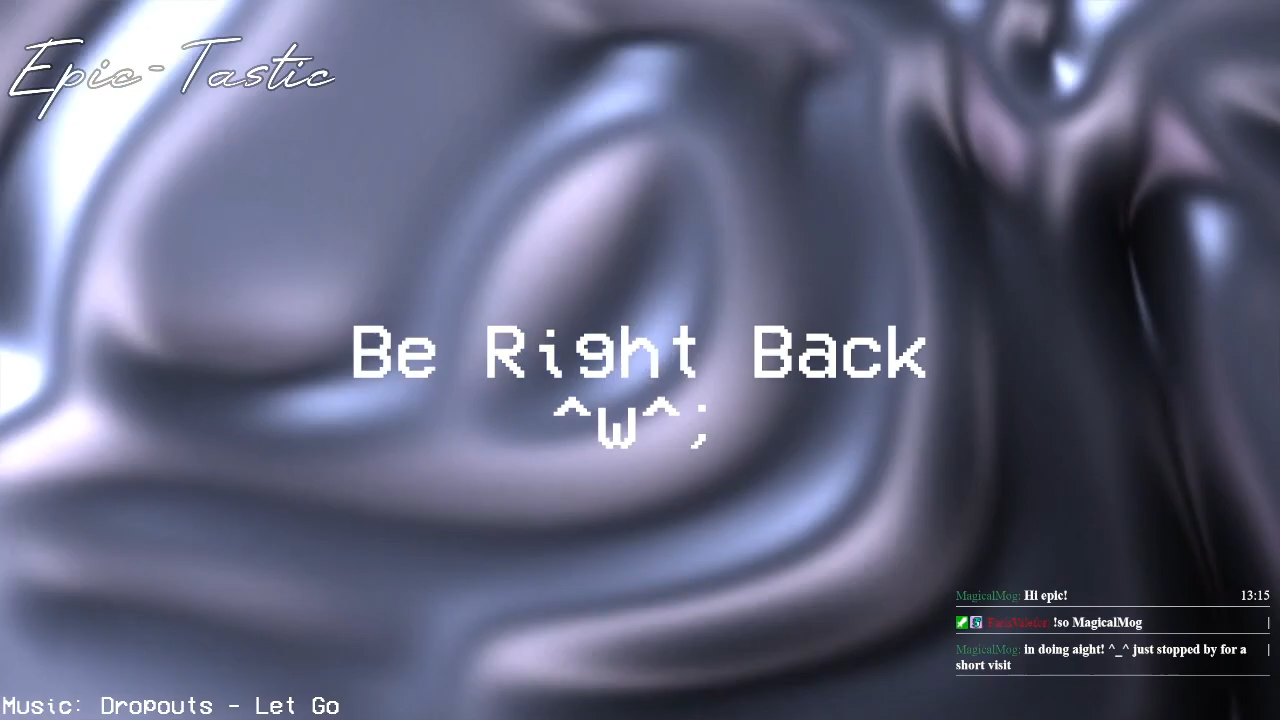 Epic-Tastic
Be Right Back
^w^;
MagicalMog: Hi epic! 13:15
!so MagicalMog
MagicalMog: in doing aight! ^_^ just stopped by for a
short visit
Music: Dropouts - Let Go